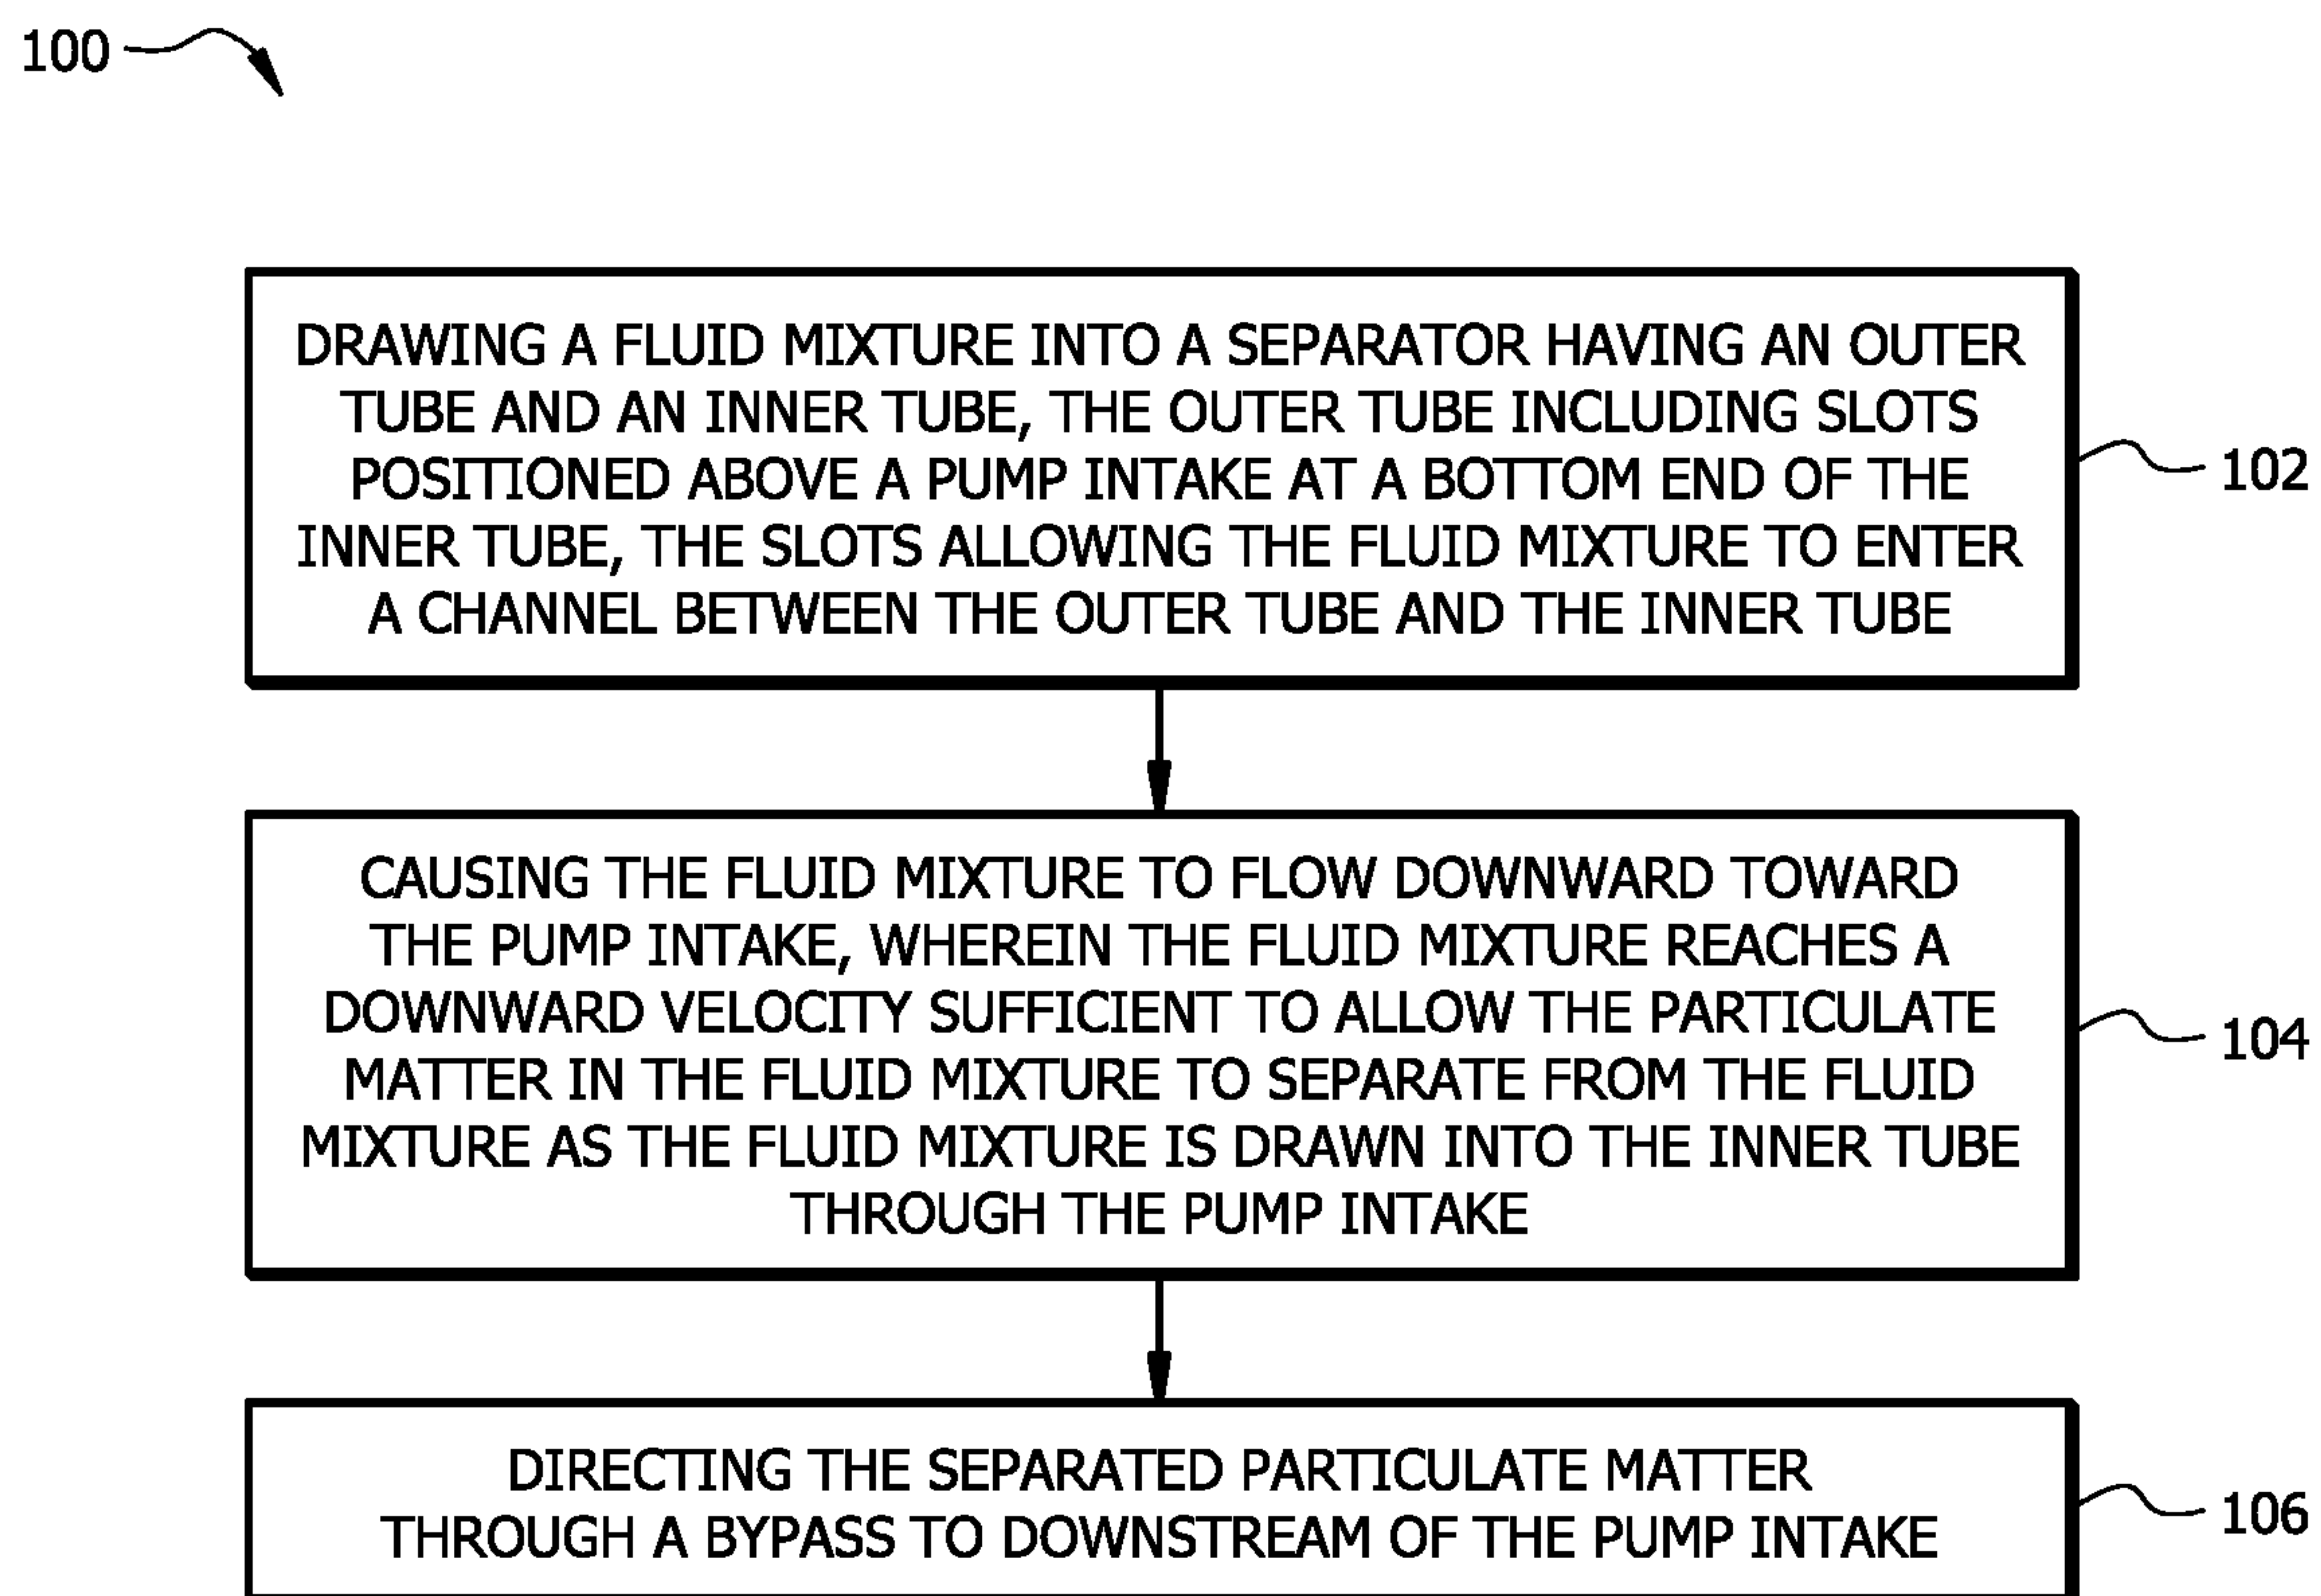 100
DRAWING A FLUID MIXTURE INTO A SEPARATOR HAVING AN OUTER
TUBE AND AN INNER TUBE, THE OUTER TUBE INCLUDING SLOTS
POSITIONED ABOVE A PUMP INTAKE AT A BOTTOM END OF THE
INNER TUBE, THE SLOTS ALLOWING THE FLUID MIXTURE TO ENTER
A CHANNEL BETWEEN THE OUTER TUBE AND THE INNER TUBE
102
CAUSING THE FLUID MIXTURE TO FLOW DOWNWARD TOWARD
THE PUMP INTAKE, WHEREIN THE FLUID MIXTURE REACHES A
DOWNWARD VELOCITY SUFFICIENT TO ALLOW THE PARTICULATE
MATTER IN THE FLUID MIXTURE TO SEPARATE FROM THE FLUID
MIXTURE AS THE FLUID MIXTURE IS DRAWN INTO THE INNER TUBE
THROUGH THE PUMP INTAKE
104
DIRECTING THE SEPARATED PARTICULATE MATTER
THROUGH A BYPASS TO DOWNSTREAM OF THE PUMP INTAKE
106